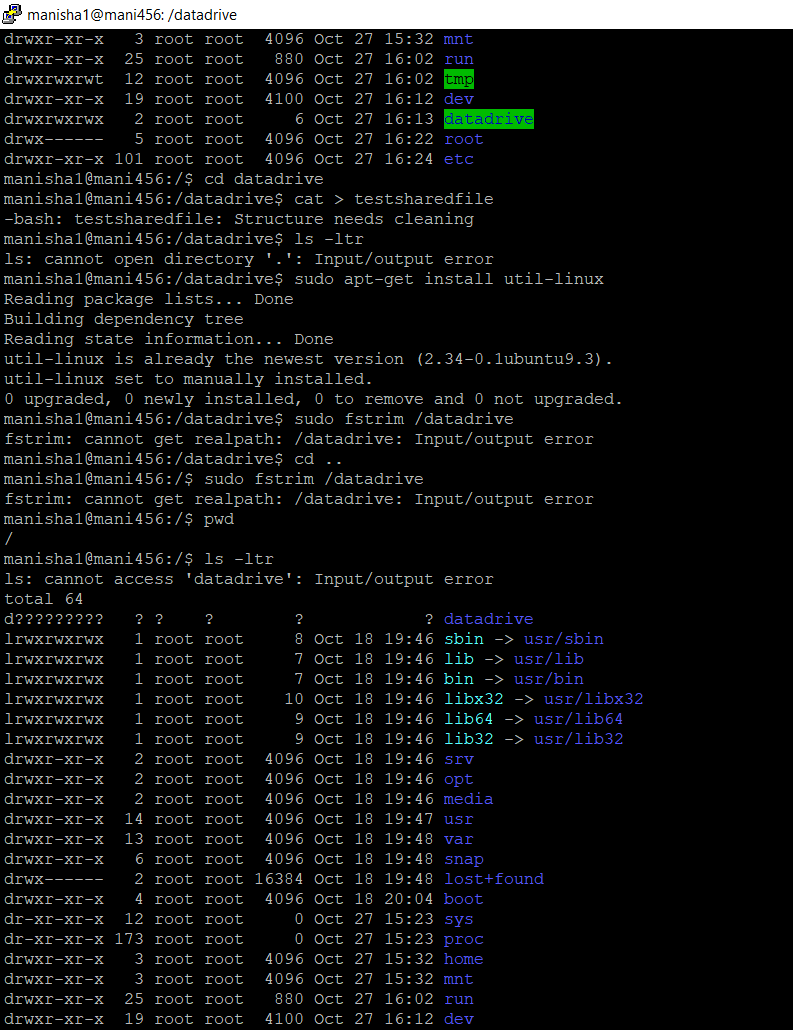 manisha1@mani456: /datadrive
drwxr-xr-x   3 root root  4096 Oct 27 15:32 mnt
drwxr-xr-x  25 root root   880 Oct 27 16:02 run
drwxrwxrwt  12 root root  4096 Oct 27 16:02 tmp
drwxr-xr-x  19 root root  4100 Oct 27 16:12 dev
drwxrwxrwx   2 root root     6 Oct 27 16:13 datadrive
drwx------   5 root root  4096 Oct 27 16:22 root
drwxr-xr-x 101 root root  4096 Oct 27 16:24 etc
manisha1@mani456:/$ cd datadrive
manisha1@mani456:/datadrive$ cat > testsharedfile
-bash: testsharedfile: Structure needs cleaning
manisha1@mani456:/datadrive$ ls -ltr
ls: cannot open directory '.': Input/output error
manisha1@mani456:/datadrive$ sudo apt-get install util-linux
Reading package lists... Done
Building dependency tree
Reading state information... Done
util-linux is already the newest version (2.34-0.1ubuntu9.3).
util-linux set to manually installed.
0 upgraded, 0 newly installed, 0 to remove and 0 not upgraded.
manisha1@mani456:/datadrive$ sudo fstrim /datadrive
fstrim: cannot get realpath: /datadrive: Input/output error
manisha1@mani456:/datadrive$ cd ..
manisha1@mani456:/$ sudo fstrim /datadrive
fstrim: cannot get realpath: /datadrive: Input/output error
manisha1@mani456:/$ pwd
/
manisha1@mani456:/$ ls -ltr
ls: cannot access 'datadrive': Input/output error
total 64
d?????????   ? ?    ?        ?            ? datadrive
lrwxrwxrwx   1 root root     8 Oct 18 19:46 sbin -> usr/sbin
lrwxrwxrwx   1 root root     7 Oct 18 19:46 lib -> usr/lib
lrwxrwxrwx   1 root root     7 Oct 18 19:46 bin -> usr/bin
lrwxrwxrwx   1 root root    10 Oct 18 19:46 libx32 -> usr/libx32
lrwxrwxrwx   1 root root     9 Oct 18 19:46 lib64 -> usr/lib64
lrwxrwxrwx   1 root root     9 Oct 18 19:46 lib32 -> usr/lib32
drwxr-xr-x   2 root root  4096 Oct 18 19:46 srv
drwxr-xr-x   2 root root  4096 Oct 18 19:46 opt
drwxr-xr-x   2 root root  4096 Oct 18 19:46 media
drwxr-xr-x  14 root root  4096 Oct 18 19:47 usr
drwxr-xr-x  13 root root  4096 Oct 18 19:48 var
drwxr-xr-x   6 root root  4096 Oct 18 19:48 snap
drwx------   2 root root 16384 Oct 18 19:48 lost+found
drwxr-xr-x   4 root root  4096 Oct 18 20:04 boot
dr-xr-xr-x  12 root root     0 Oct 27 15:23 sys
dr-xr-xr-x 173 root root     0 Oct 27 15:23 proc
drwxr-xr-x   3 root root  4096 Oct 27 15:32 home
drwxr-xr-x   3 root root  4096 Oct 27 15:32 mnt
drwxr-xr-x  25 root root   880 Oct 27 16:02 run
drwxr-xr-x  19 root root  4100 Oct 27 16:12 dev